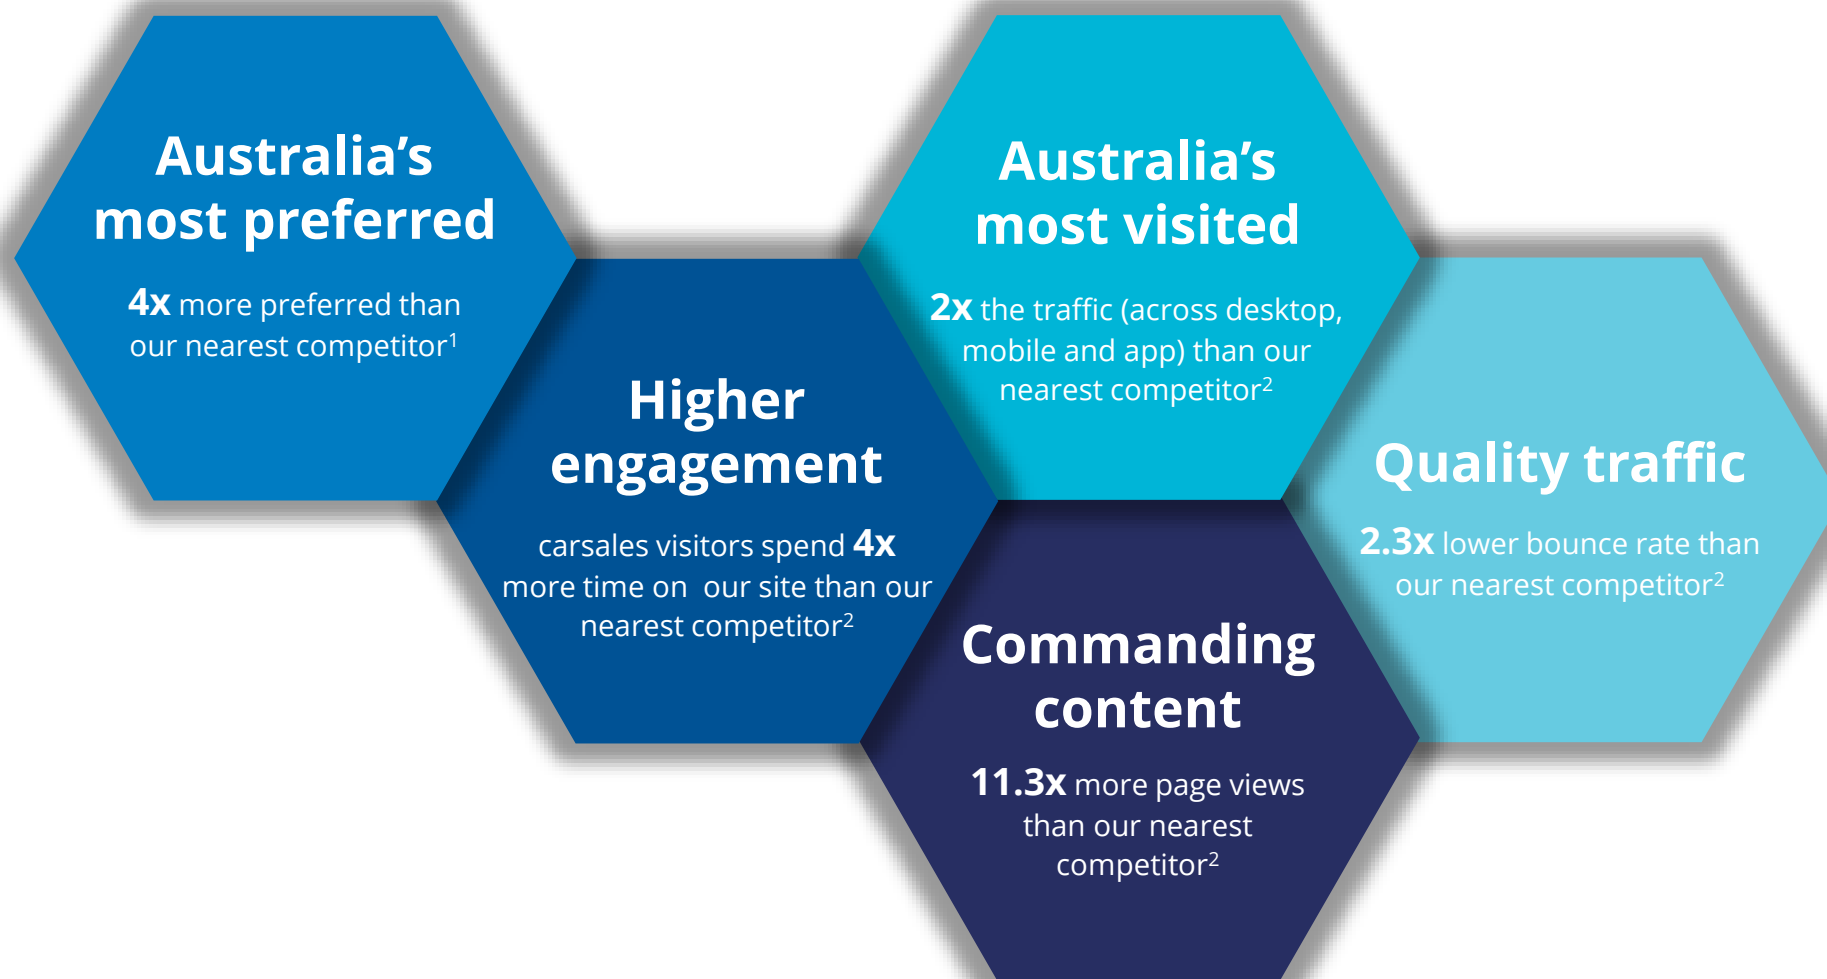 Australia’s
most preferred
4x more preferred than
our nearest competitor¹
Higher
engagement
carsales visitors spend 4x
more time on  our site than our
nearest competitor²
Australia’s
most visited
2x the traffic (across desktop,
mobile and app) than our
nearest competitor²
Commanding
content
11.3x more page views
than our nearest
competitor²
Quality traffic
2.3x lower bounce rate than
our nearest competitor²